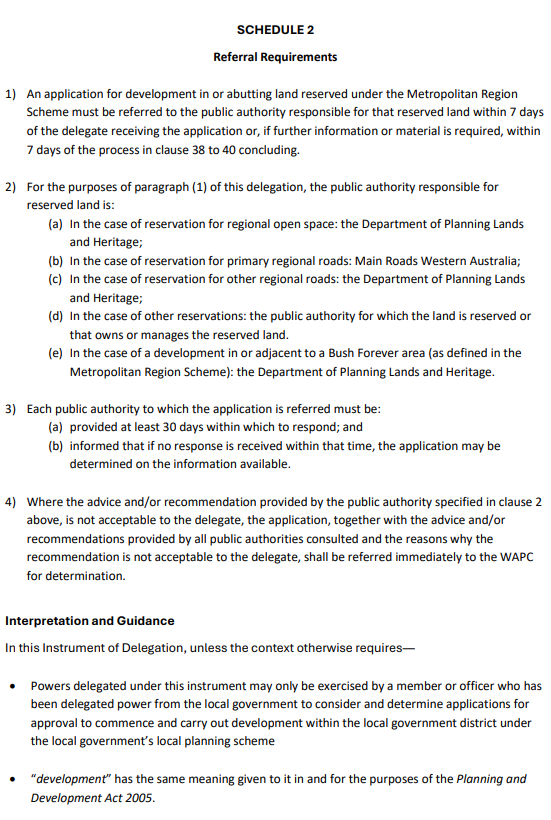 SCHEDULE 2
Referral Requirements
1) An application for development in or abutting land reserved under the Metropolitan Region
Scheme must be referred to the public authority responsible for that reserved land within 7 days
of the delegate receiving the application or, if further information or material is required, within
7 days of the process in clause 38 to 40 concluding.
2) For the purposes of paragraph (1) of this delegation, the public authority responsible for
reserved land is:
(a) In the case of reservation for regional open space: the Department of Planning Lands
and Heritage;
(b) In the case of reservation for primary regional roads: Main Roads Western Australia;
(c) In the case of reservation for other regional roads: the Department of Planning Lands
and Heritage;
(d) In the case of other reservations: the public authority for which the land is reserved or
that owns or manages the reserved land.
(e) In the case of a development in or adjacent to a Bush Forever area (as defined in the
Metropolitan Region Scheme): the Department of Planning Lands and Heritage.
3) Each public authority to which the application is referred must be:
(a) provided at least 30 days within which to respond; and
(b) informed that if no response is received within that time, the application may be
determined on the information available.
4) Where the advice and/or recommendation provided by the public authority specified in clause 2
above, is not acceptable to the delegate, the application, together with the advice and/or
recommendations provided by all public authorities consulted and the reasons why the
recommendation is not acceptable to the delegate, shall be referred immediately to the WAPC
for determination.
Interpretation and Guidance
In this Instrument of Delegation, unless the context otherwise requires—
• Powers delegated under this instrument may only be exercised by a member or officer who has
been delegated power from the local government to consider and determine applications for
approval to commence and carry out development within the local government district under
the local government's local planning scheme
• "development" has the same meaning given to it in and for the purposes of the Planning and
Development Act 2005.